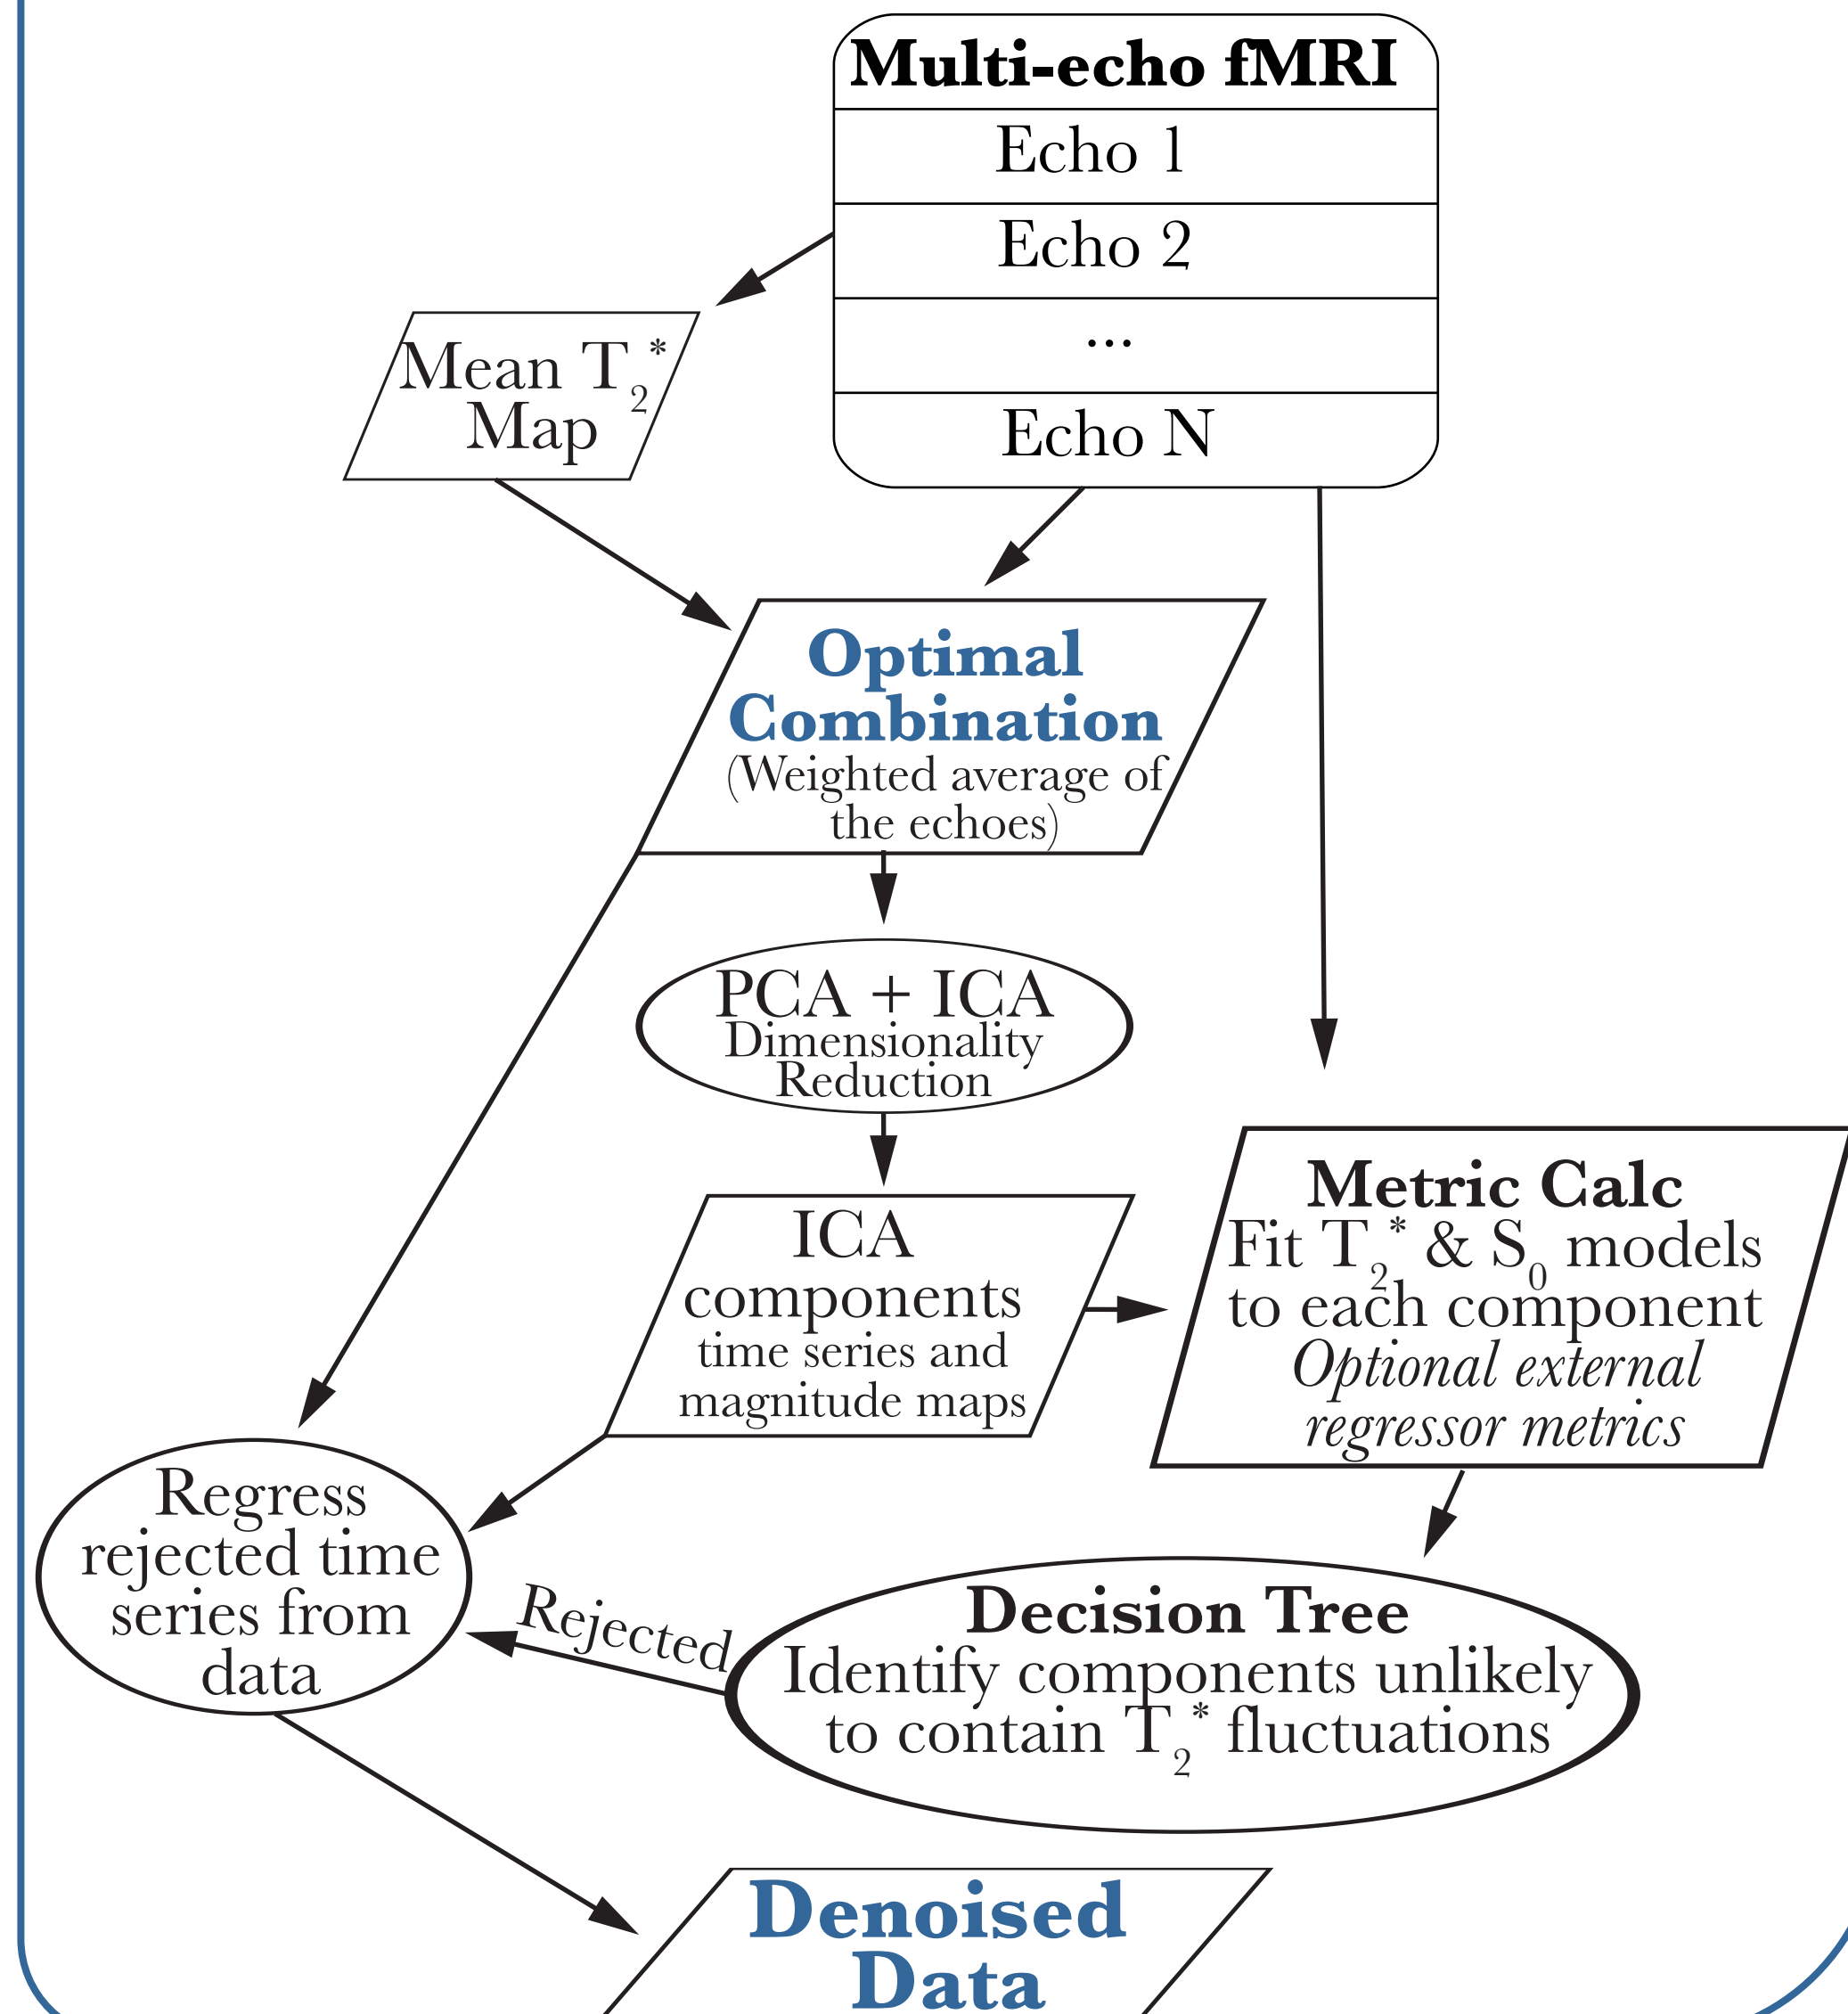 Multi-echo fMRI
Echo 1
Echo 2
...
Echo N
Mean T₂*
Map
Optimal
Combination
(Weighted average of
the echoes)
PCA + ICA
Dimensionality
Reduction
ICA
components
time series and
magnitude maps
Metric Calc
Fit T₂* & S₀ models
to each component
Optional external
regressor metrics
Regress
rejected time
series from
data
Rejected
Decision Tree
Identify components unlikely
to contain T₂* fluctuations
Denoised
Data